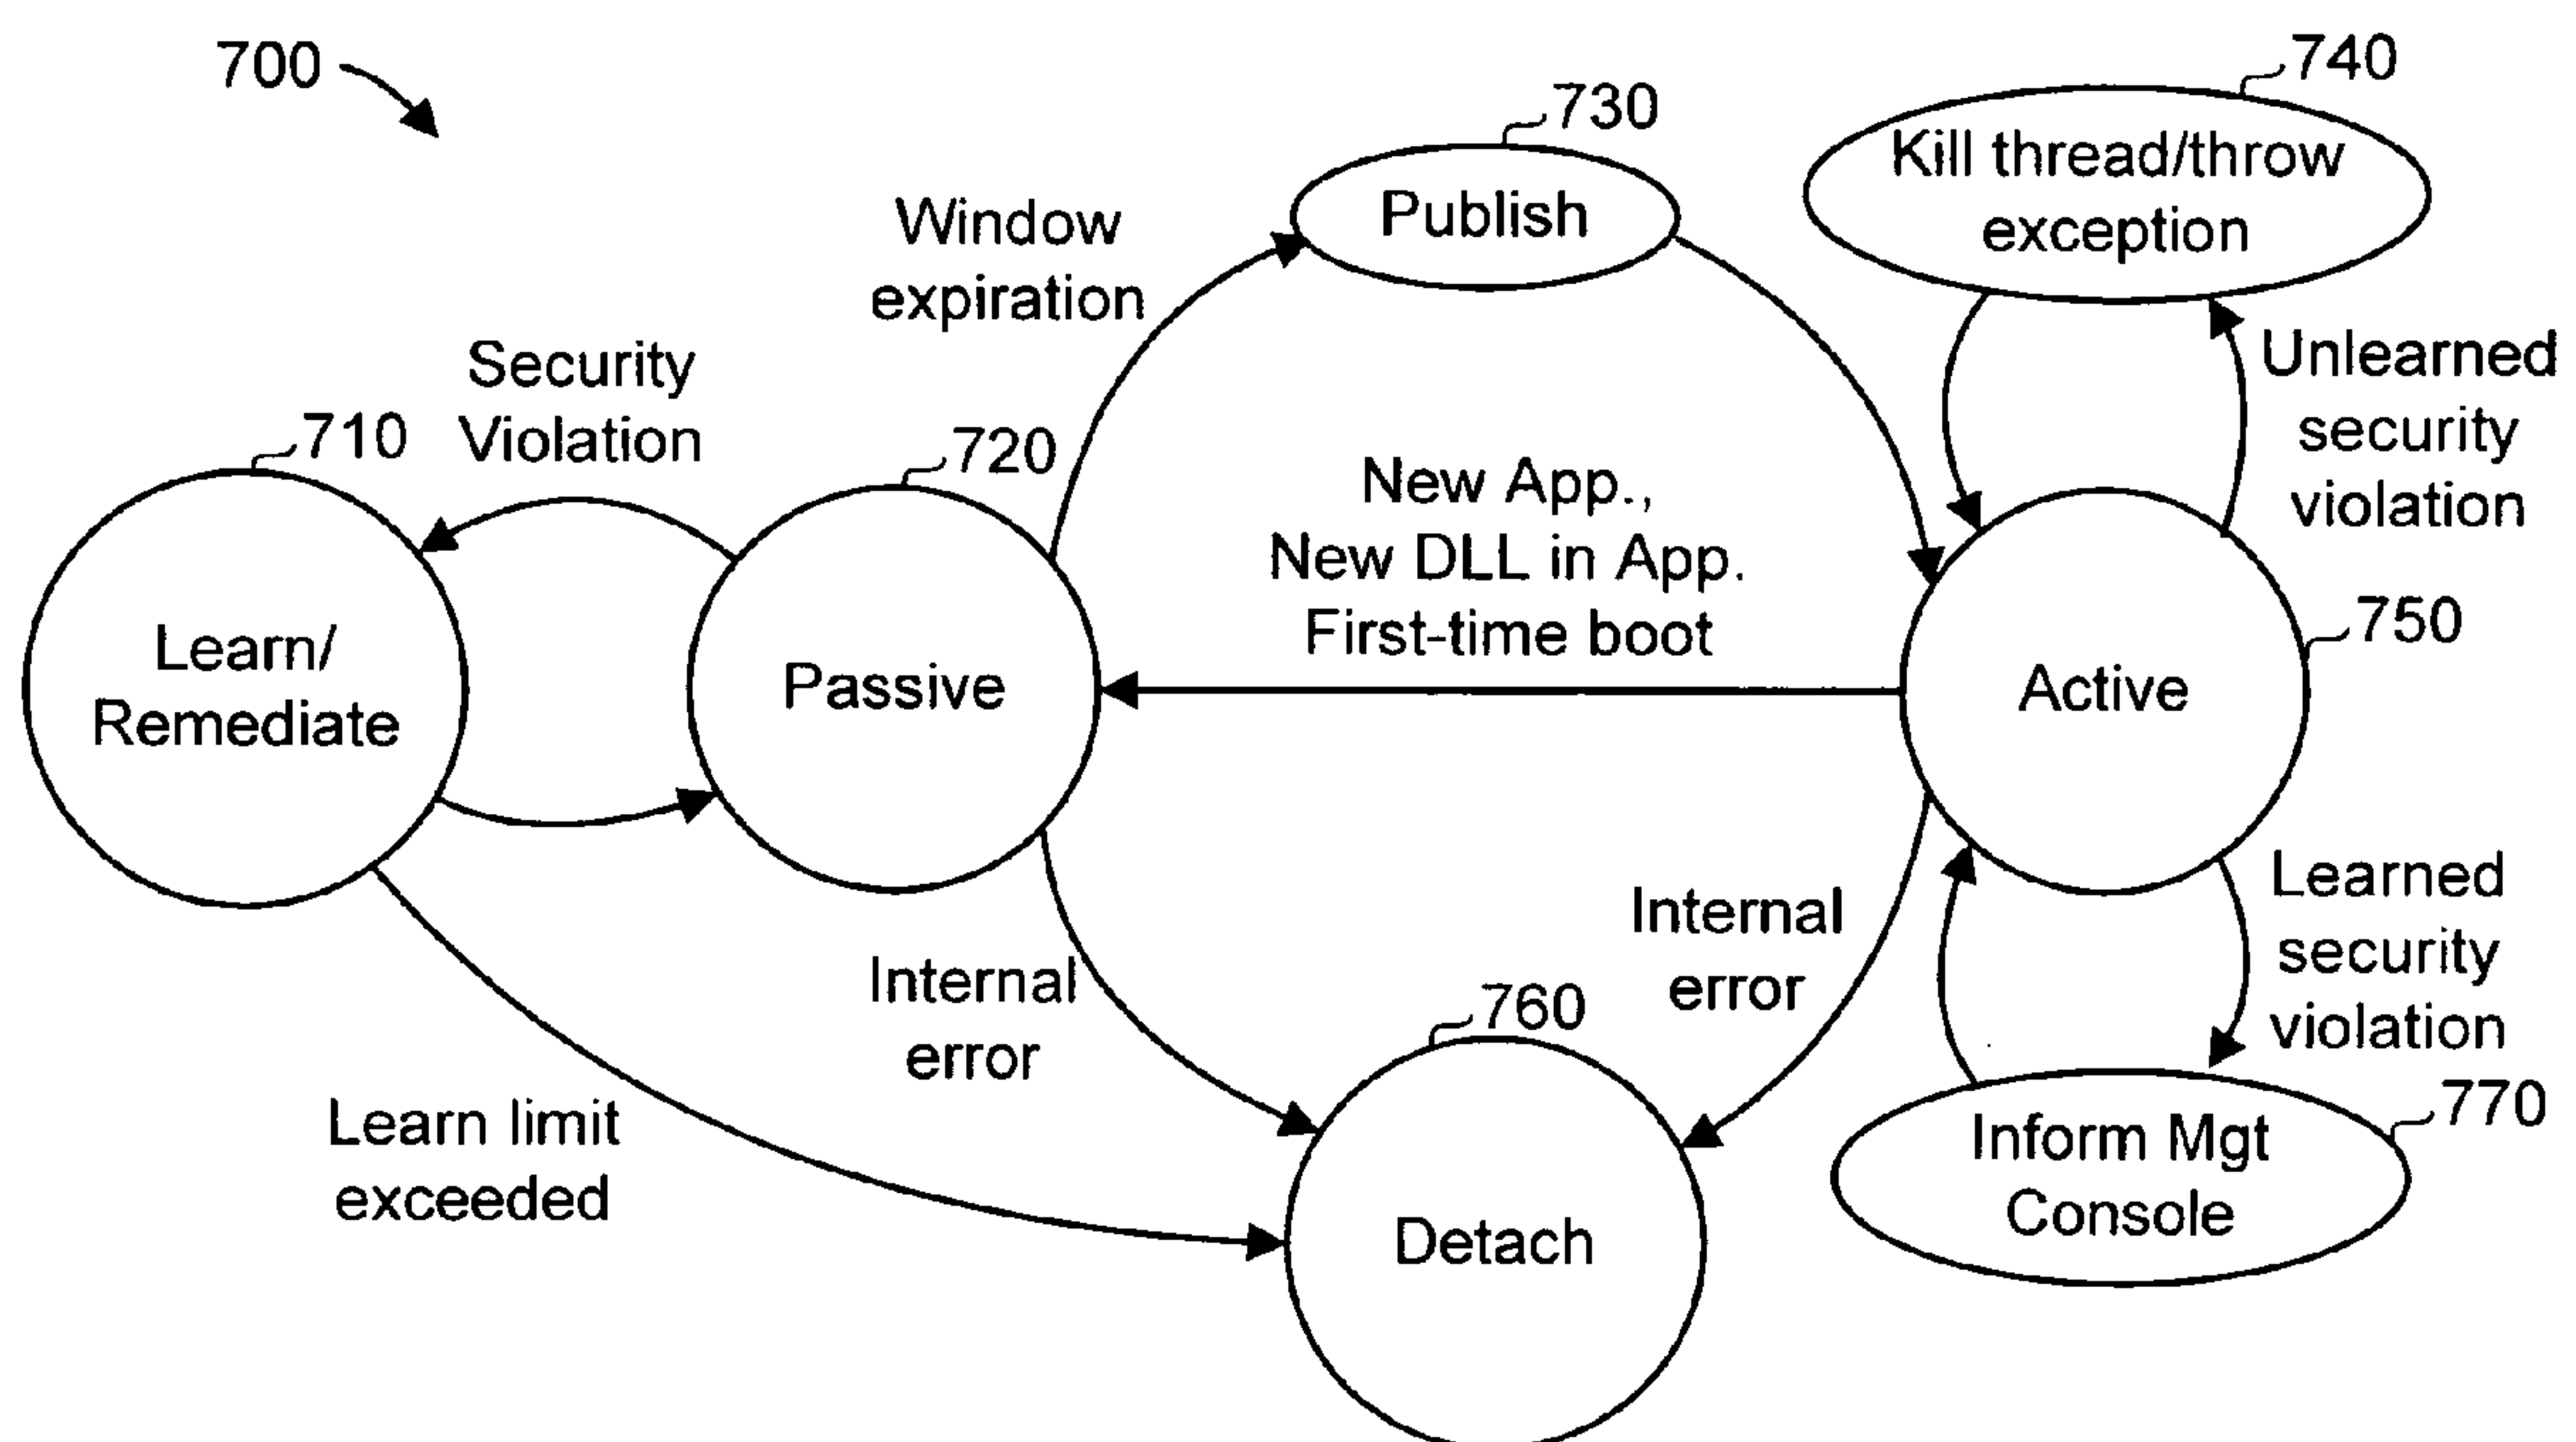 700
740
730
Kill thread/throw
exception
Publish
Window
expiration
Unlearned
security
violation
Security
Violation
710
720
New App.,
New DLL in App.
First-time boot
750
Learn/
Remediate
Passive
Active
Learned
security
violation
Internal
error
Internal
error
760
770
Learn limit
exceeded
Inform Mgt
Console
Detach